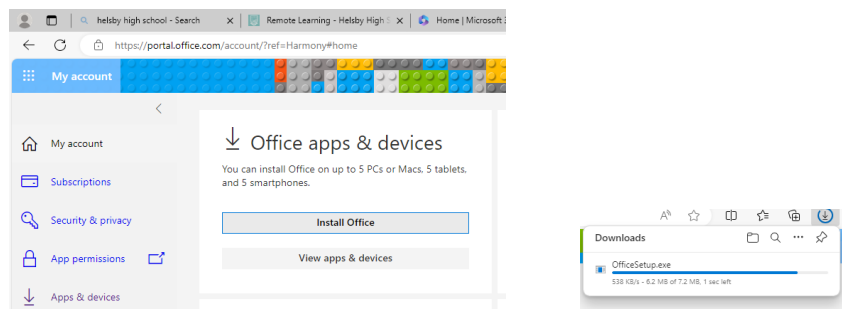 helsby high school - Search
Remote Learning - Helsby High S
Home | Microsoft 3
https://portal.office.com/account/?ref=Harmony#home
My account
My account
Subscriptions
Security & privacy
App permissions
Apps & devices
Office apps & devices
You can install Office on up to 5 PCs or Macs, 5 tablets,
and 5 smartphones.
Install Office
View apps & devices
Downloads
OfficeSetup.exe
538 KB/s - 6.2 MB of 7.2 MB, 1 sec left